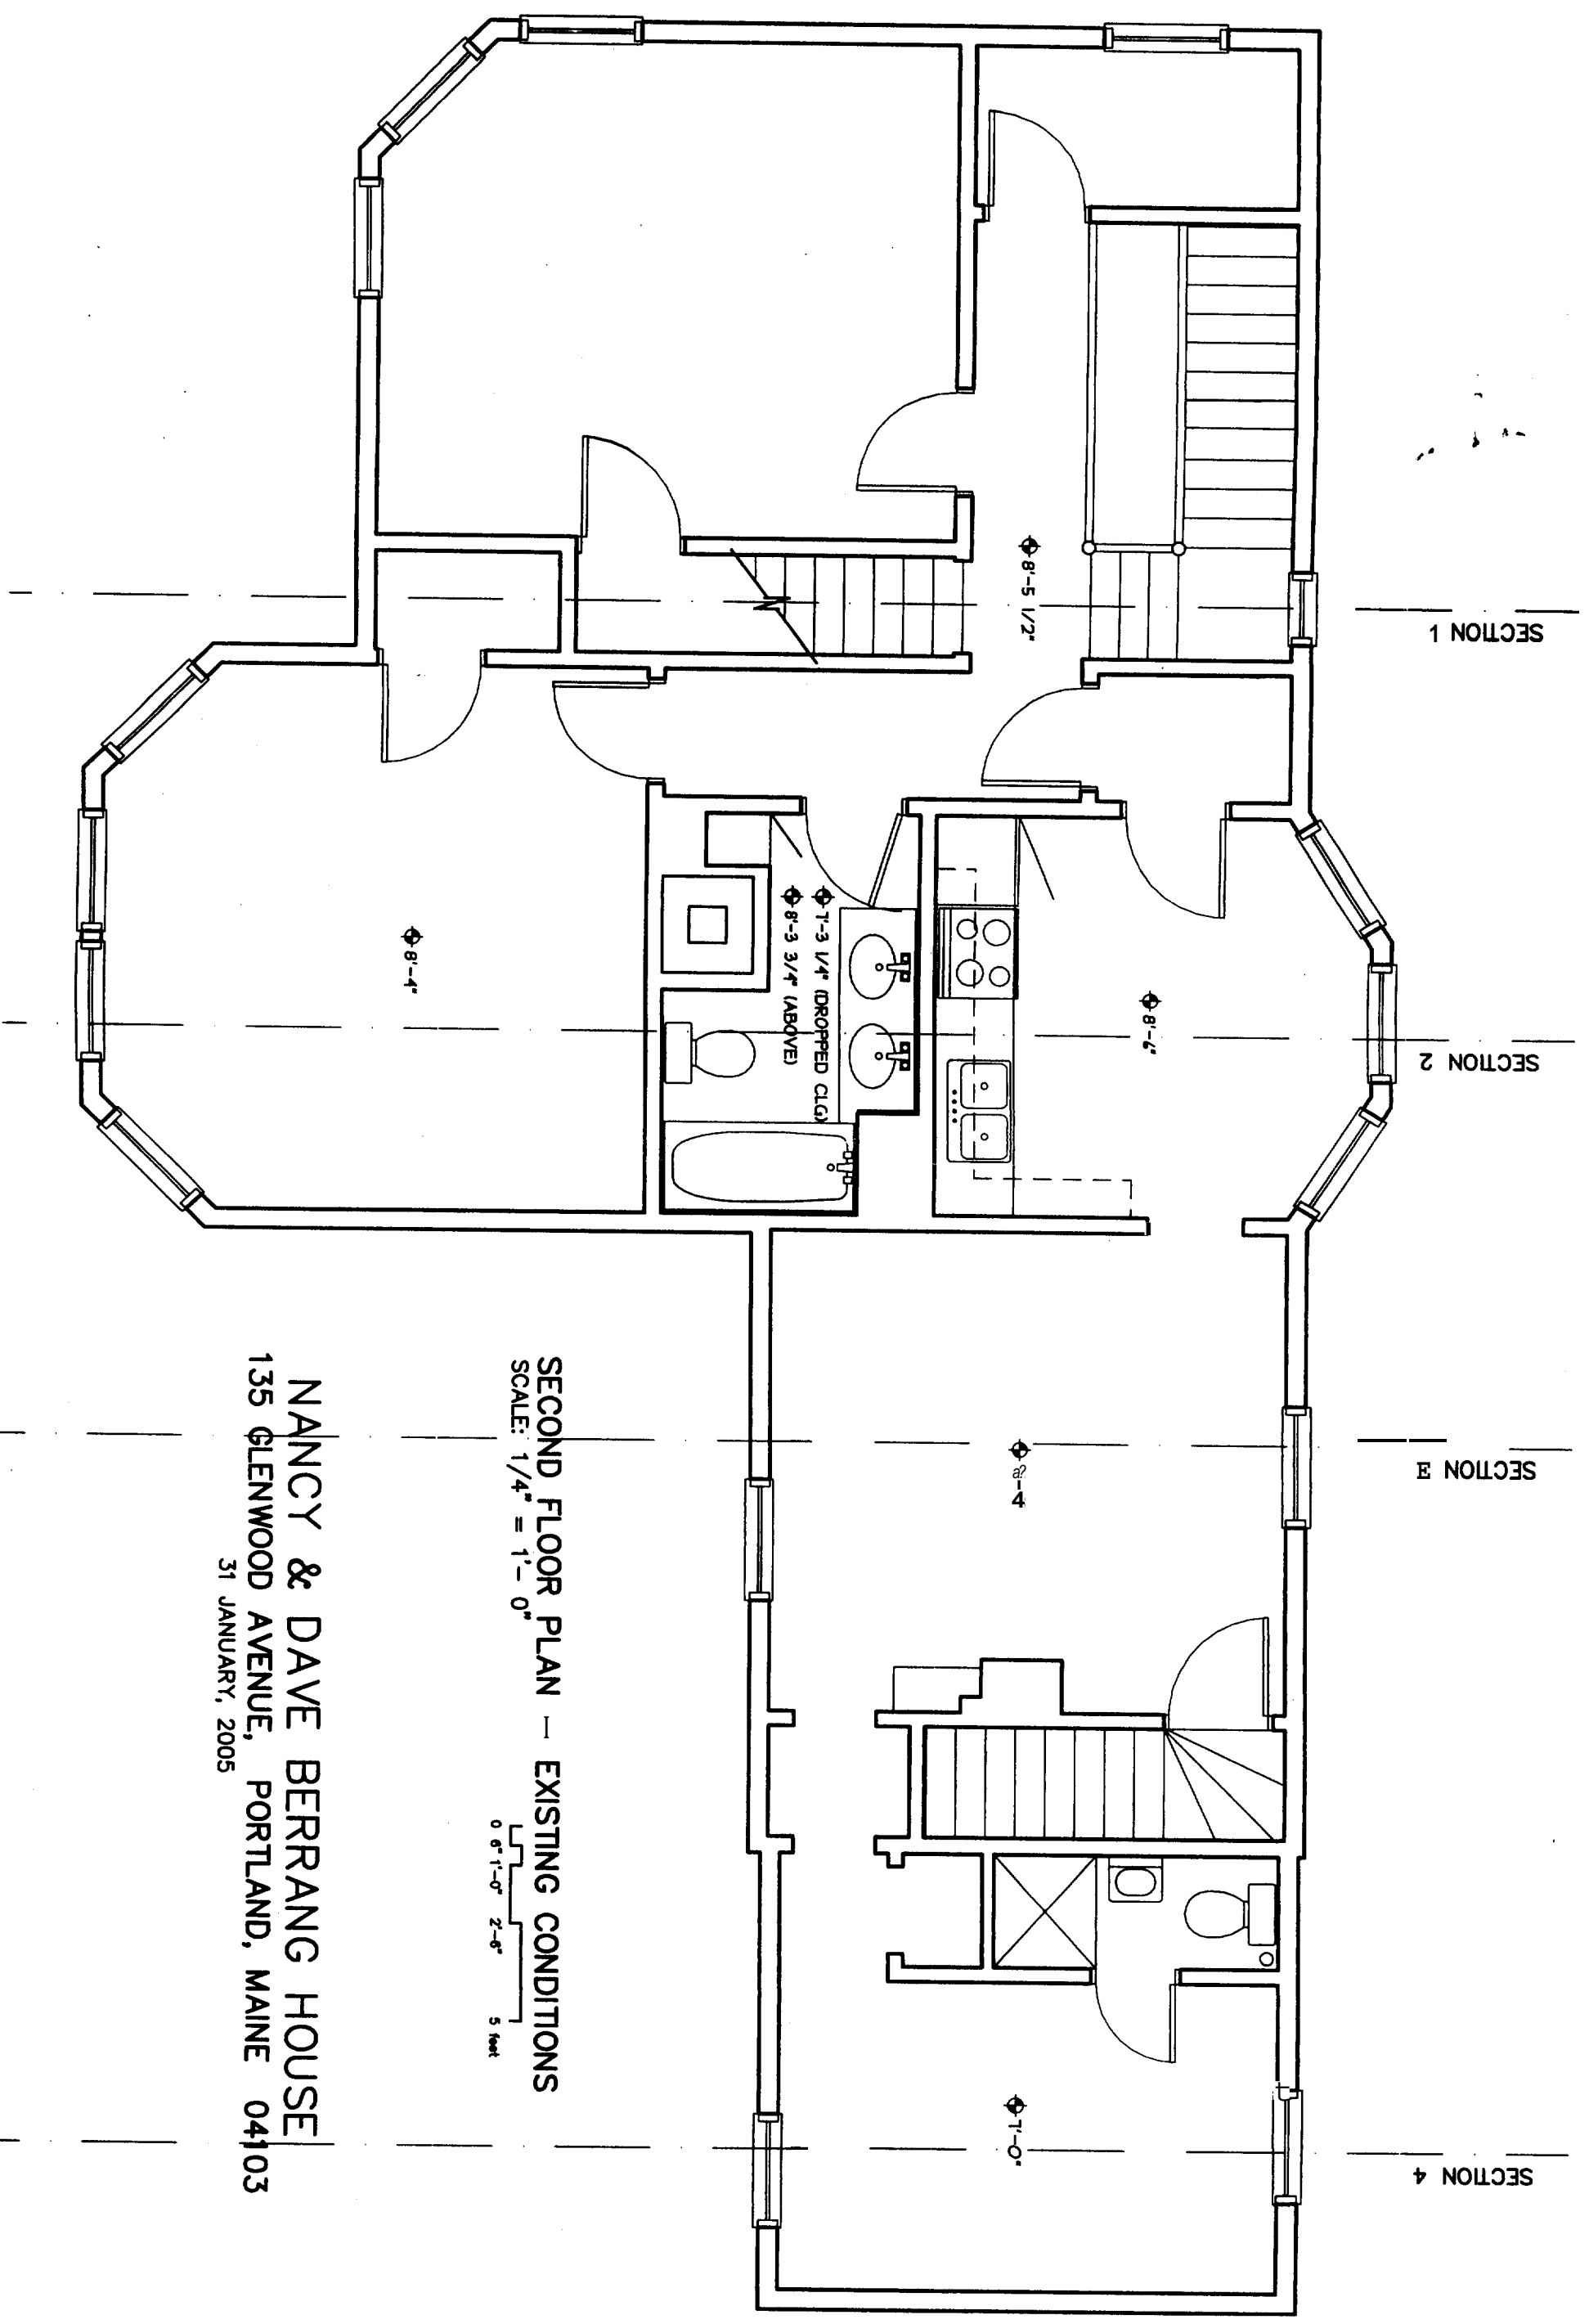 SECTION 1
SECTION 2
SECTION E
SECTION 4
8'-5 1/2"
8'-6"
7'-3 1/4" (DROPPED CLG)
8'-3 3/4" (ABOVE)
8'-4"
a?-4
7'-0"
SECOND FLOOR PLAN - EXISTING CONDITIONS
SCALE: 1/4" = 1'- 0"
0 6" 1'-0" 2'-6" 5 feet
NANCY & DAVE BERRANG HOUSE
135 GLENWOOD AVENUE, PORTLAND, MAINE 04103
31 JANUARY, 2005